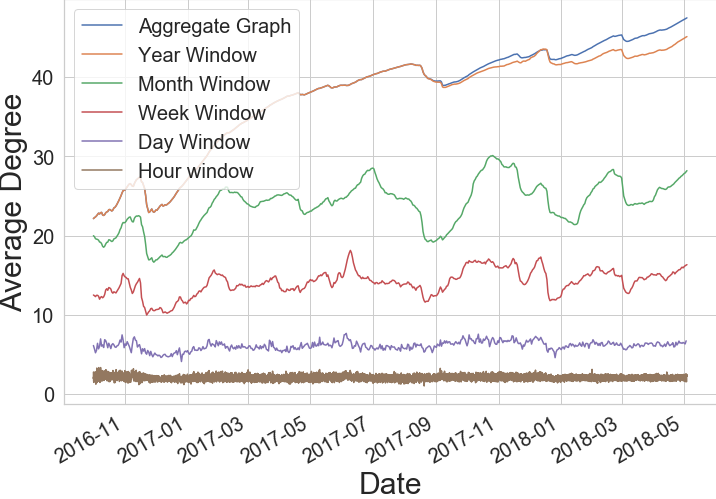 Aggregate Graph
Year Window
Month Window
Week Window
Day Window
Hour window
Average Degree
40
30
20
10
0
2016-11
2017-01
2017-03
2017-05
2017-07
2017-09
2017-11
2018-01
2018-03
2018-05
Date